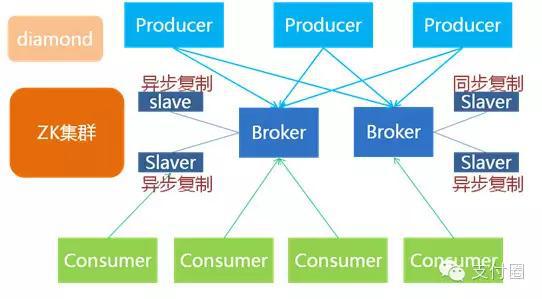 diamond
Producer
Producer
Producer
异步复制
slave
同步复制
Slaver
ZK集群
Broker
Broker
Slaver
异步复制
Slaver
异步复制
Consumer
Consumer
Consumer
Consumer
支付圈